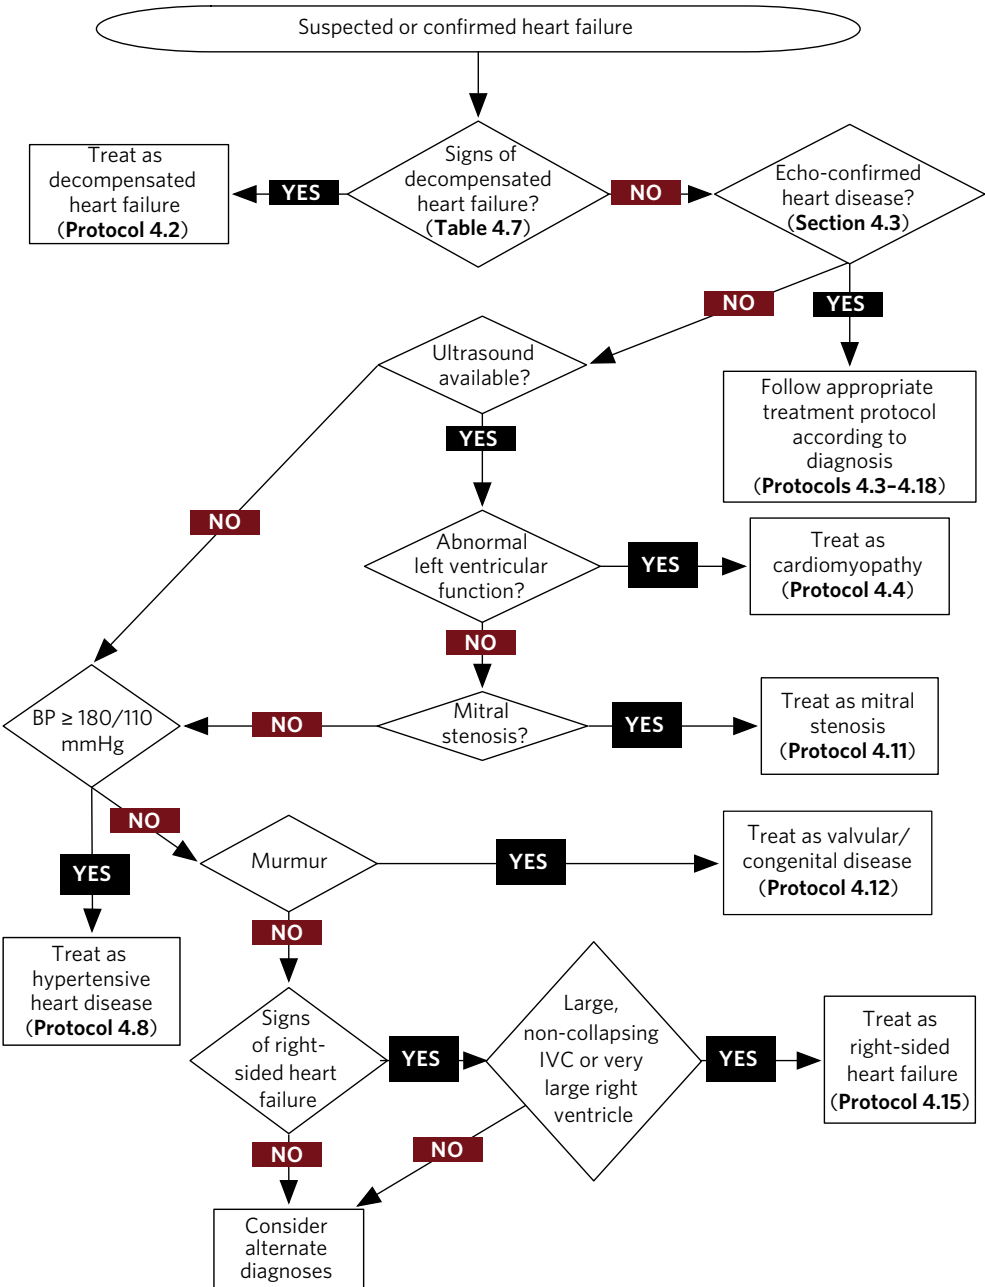 Suspected or confirmed heart failure
Signs of
decompensated
heart failure?
(Table 4.7)
YES
Treat as
decompensated
heart failure
(Protocol 4.2)
NO
Echo-confirmed
heart disease?
(Section 4.3)
YES
Follow appropriate
treatment protocol
according to
diagnosis
(Protocols 4.3–4.18)
NO
Ultrasound
available?
NO
YES
Abnormal
left ventricular
function?
YES
Treat as
cardiomyopathy
(Protocol 4.4)
NO
Mitral
stenosis?
YES
Treat as mitral
stenosis
(Protocol 4.11)
NO
BP ≥ 180/110
mmHg
YES
Treat as
hypertensive
heart disease
(Protocol 4.8)
NO
Murmur
YES
Treat as valvular/
congenital disease
(Protocol 4.12)
NO
Signs
of right-
sided heart
failure
YES
Large,
non-collapsing
IVC or very
large right
ventricle
YES
Treat as
right-sided
heart failure
(Protocol 4.15)
NO
NO
Consider
alternate
diagnoses